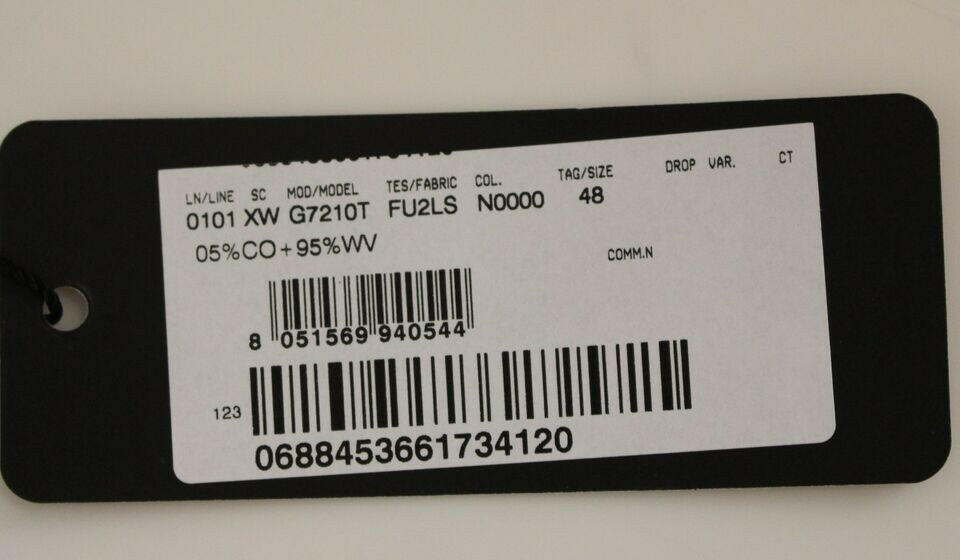 LN/LINE SC MOD/MODEL TES/FABRIC COL. TAG/SIZE DROP VAR. CT
0101 XW G7210T FU2LS N0000 48
05%CO+95%WV
COMM.N
8 051569 940544
123
0688453661734120